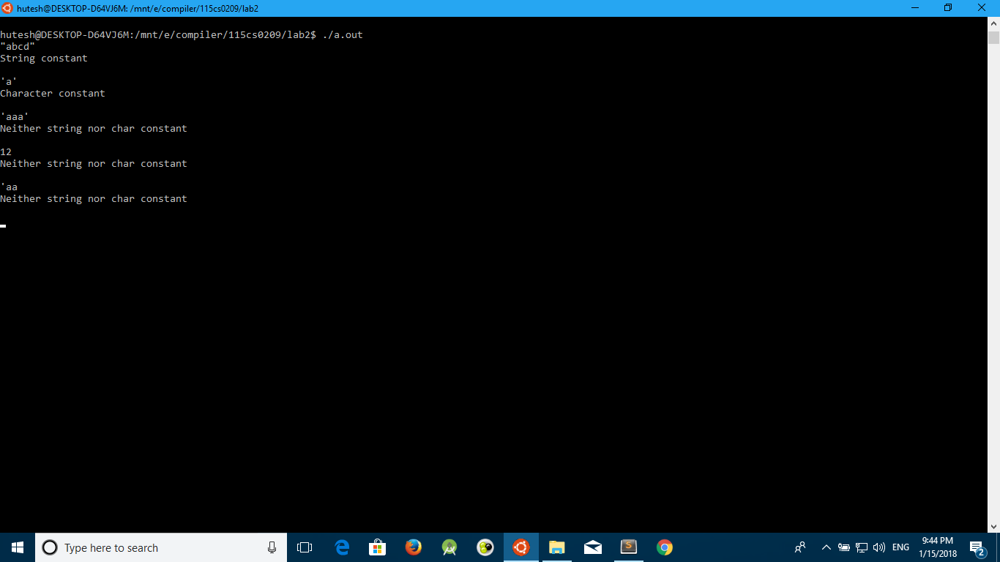 hutesh@DESKTOP-D64VJ6M: /mnt/e/compiler/115cs0209/lab2
hutesh@DESKTOP-D64VJ6M:/mnt/e/compiler/115cs0209/lab2$ ./a.out
"abcd"
String constant
'a'
Character constant
'aaa'
Neither string nor char constant
12
Neither string nor char constant
'aa
Neither string nor char constant
Type here to search
S
ENG
9:44 PM
1/15/2018
2